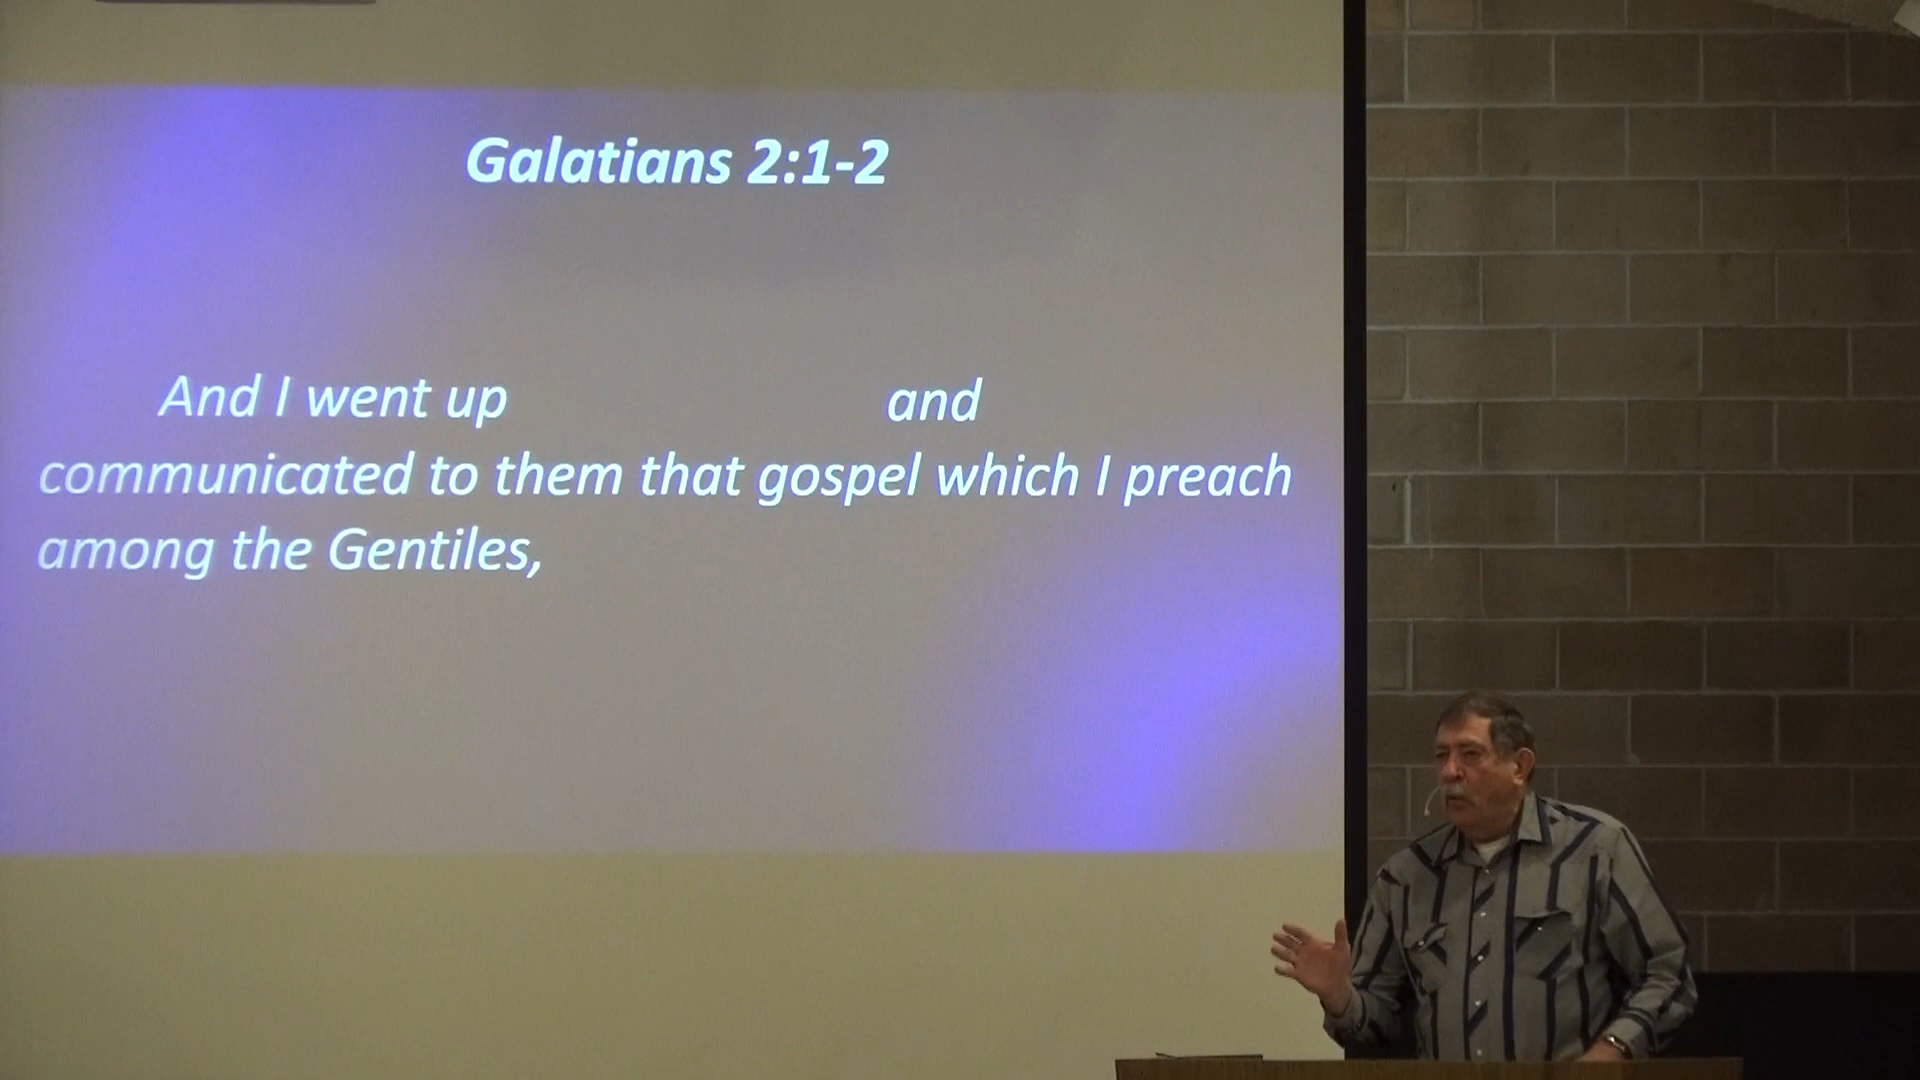 Galatians 2:1-2
And I went up and
communicated to them that gospel which I preach
among the Gentiles,